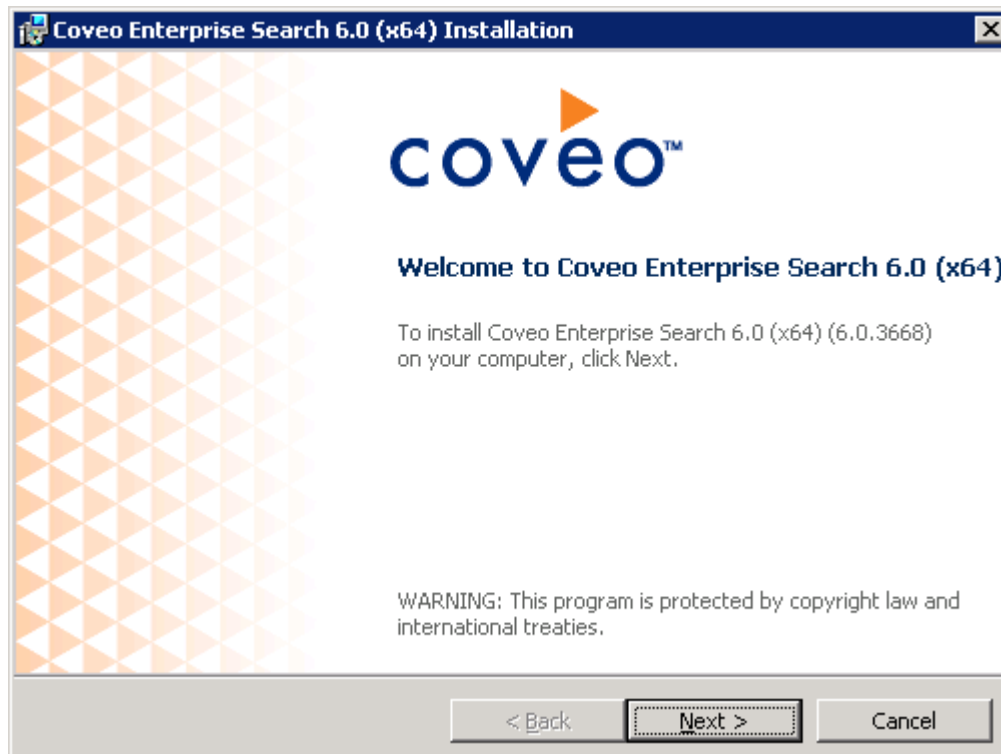 Coveo Enterprise Search 6.0 (x64) Installation
coveo™
Welcome to Coveo Enterprise Search 6.0 (x64)
To install Coveo Enterprise Search 6.0 (x64) (6.0.3668)
on your computer, click Next.
WARNING: This program is protected by copyright law and
international treaties.
< Back
Next >
Cancel